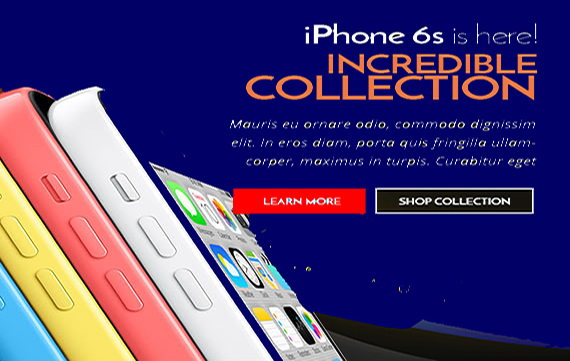 iPhone 6s is here!
INCREDIBLE
COLLECTION
Mauris eu ornare odio, commodo dignissim
elit. In eros diam, porta quis fringilla ullam-
corper, maximus in turpis. Curabitur eget
LEARN MORE
SHOP COLLECTION